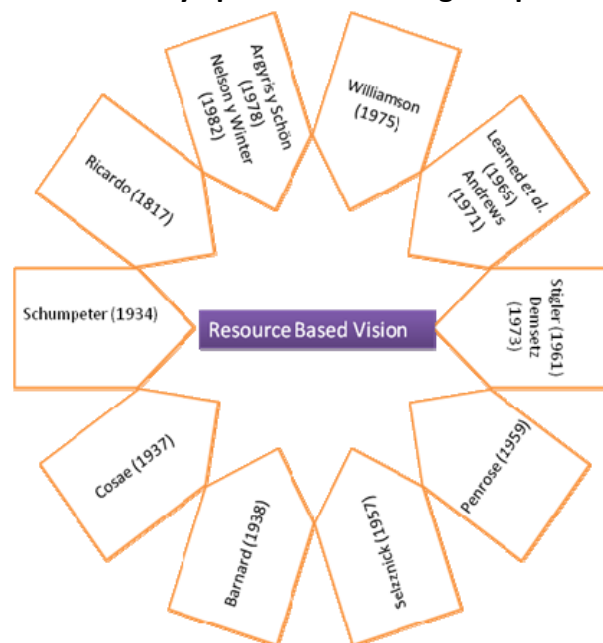 Argyris y Schön
(1978)
Nelson y Winter
(1982)
Williamson
(1975)
Learned et al.
(1965)
Andrews
(1971)
Stigler (1961)
Demsetz
(1973)
Penrose (1959)
Selzznick (1957)
Barnard (1938)
Cosae (1937)
Schumpeter (1934)
Ricardo (1817)
Resource Based Vision